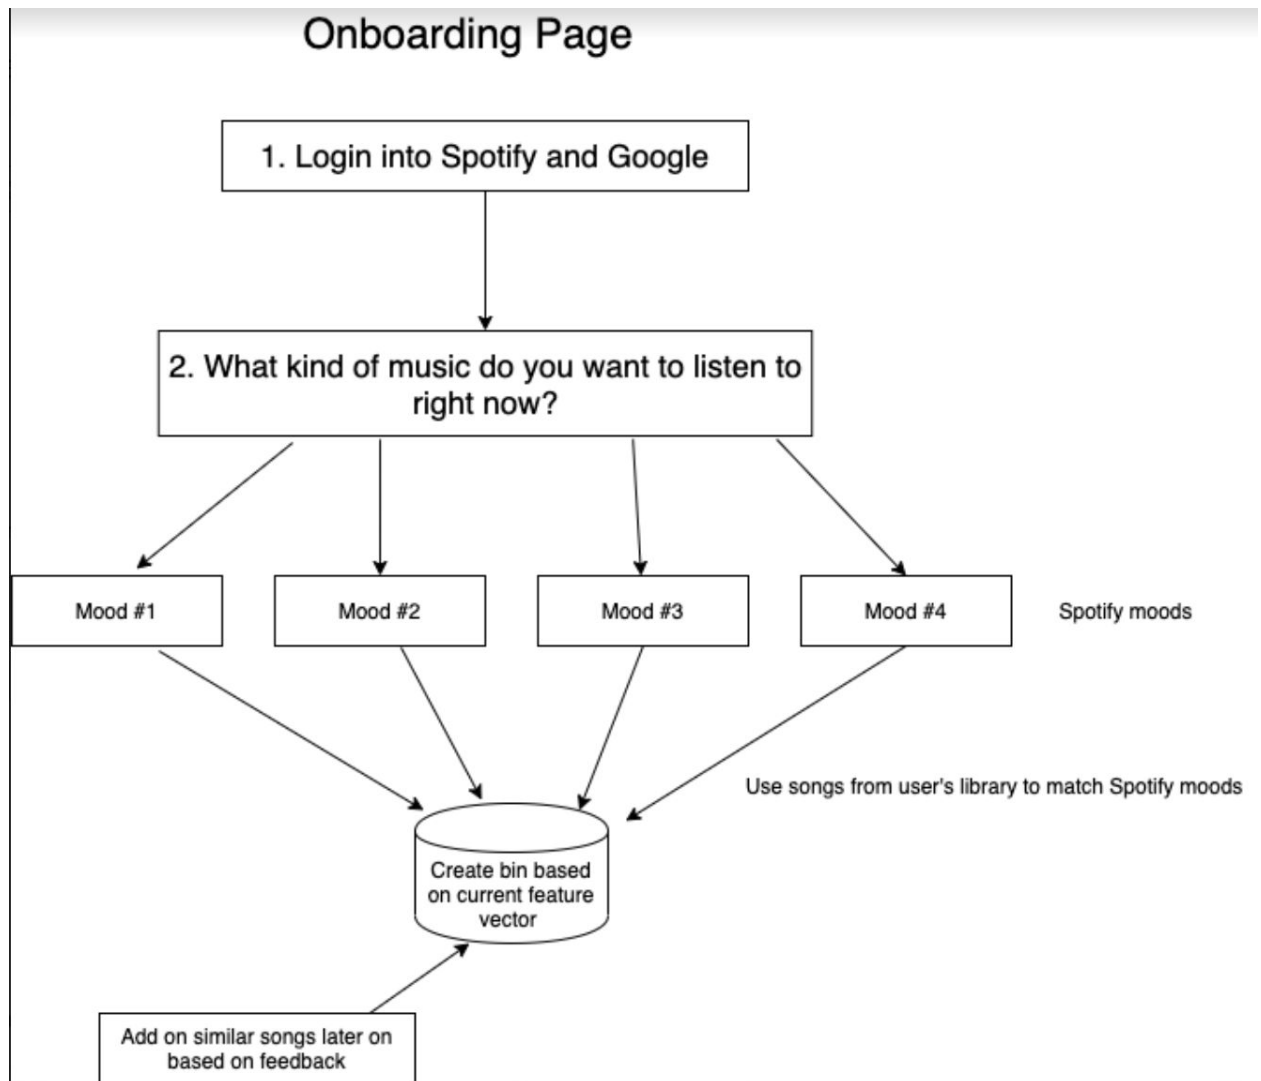 Onboarding Page
1. Login into Spotify and Google
2. What kind of music do you want to listen to
right now?
Mood #1
Mood #2
Mood #3
Mood #4
Spotify moods
Use songs from user's library to match Spotify moods
Create bin based
on current feature
vector
Add on similar songs later on
based on feedback